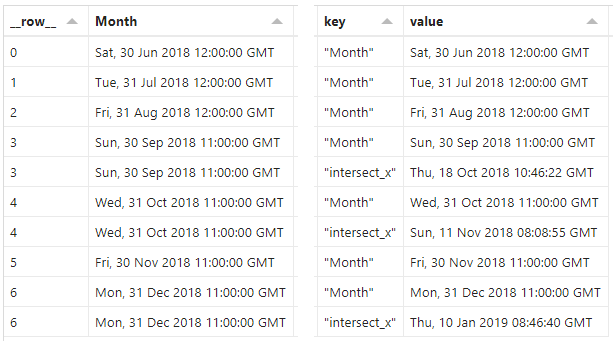 __row__ Month key value
0 Sat, 30 Jun 2018 12:00:00 GMT "Month" Sat, 30 Jun 2018 12:00:00 GMT
1 Tue, 31 Jul 2018 12:00:00 GMT "Month" Tue, 31 Jul 2018 12:00:00 GMT
2 Fri, 31 Aug 2018 12:00:00 GMT "Month" Fri, 31 Aug 2018 12:00:00 GMT
3 Sun, 30 Sep 2018 11:00:00 GMT "Month" Sun, 30 Sep 2018 11:00:00 GMT
3 Sun, 30 Sep 2018 11:00:00 GMT "intersect_x" Thu, 18 Oct 2018 10:46:22 GMT
4 Wed, 31 Oct 2018 11:00:00 GMT "Month" Wed, 31 Oct 2018 11:00:00 GMT
4 Wed, 31 Oct 2018 11:00:00 GMT "intersect_x" Sun, 11 Nov 2018 08:08:55 GMT
5 Fri, 30 Nov 2018 11:00:00 GMT "Month" Fri, 30 Nov 2018 11:00:00 GMT
6 Mon, 31 Dec 2018 11:00:00 GMT "Month" Mon, 31 Dec 2018 11:00:00 GMT
6 Mon, 31 Dec 2018 11:00:00 GMT "intersect_x" Thu, 10 Jan 2019 08:46:40 GMT